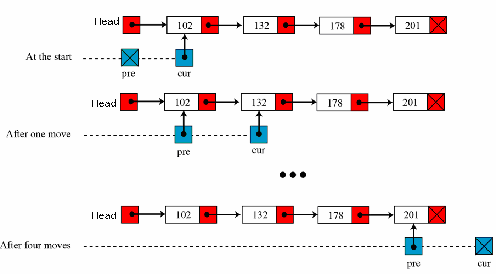 Head 102 132 178 201
At the start
pre cur
Head 102 132 178 201
After one move
pre cur
Head 102 132 178 201
After four moves
pre cur